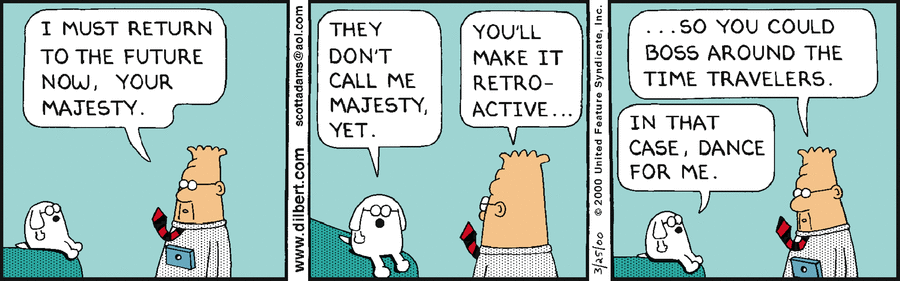 I MUST RETURN
TO THE FUTURE
NOW, YOUR
MAJESTY.
www.dilbert.com scottadams@aol.com
THEY
DON'T
CALL ME
MAJESTY,
YET.
YOU'LL
MAKE IT
RETRO-
ACTIVE...
3/25/00 © 2000 United Feature Syndicate, Inc.
...SO YOU COULD
BOSS AROUND THE
TIME TRAVELERS.
IN THAT
CASE, DANCE
FOR ME.